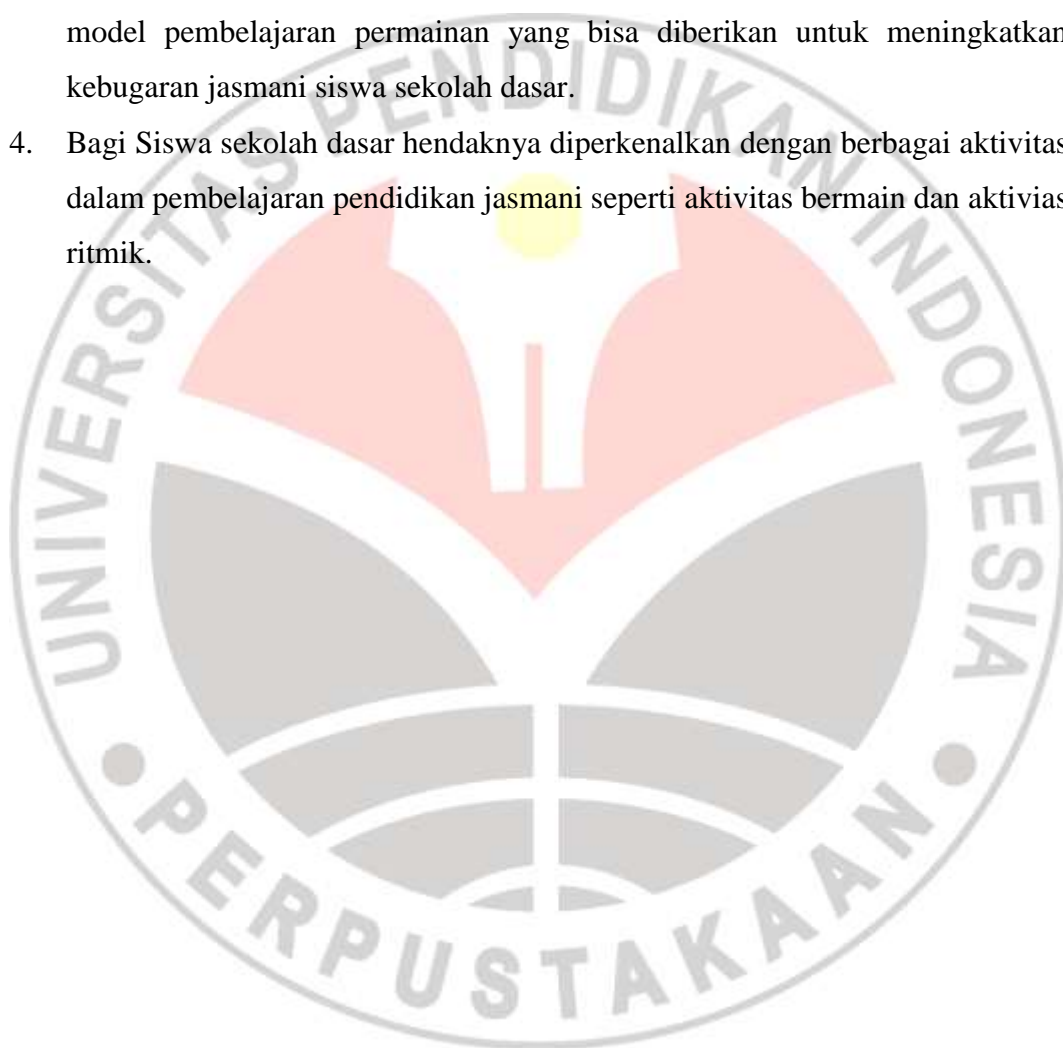 model pembelajaran permainan yang bisa diberikan untuk meningkatkan
kebugaran jasmani siswa sekolah dasar.
4. Bagi Siswa sekolah dasar hendaknya diperkenalkan dengan berbagai aktivitas
dalam pembelajaran pendidikan jasmani seperti aktivitas bermain dan aktivias
ritmik.
UNIVERSITAS PENDIDIKAN INDONESIA
PERPUSTAKAAN